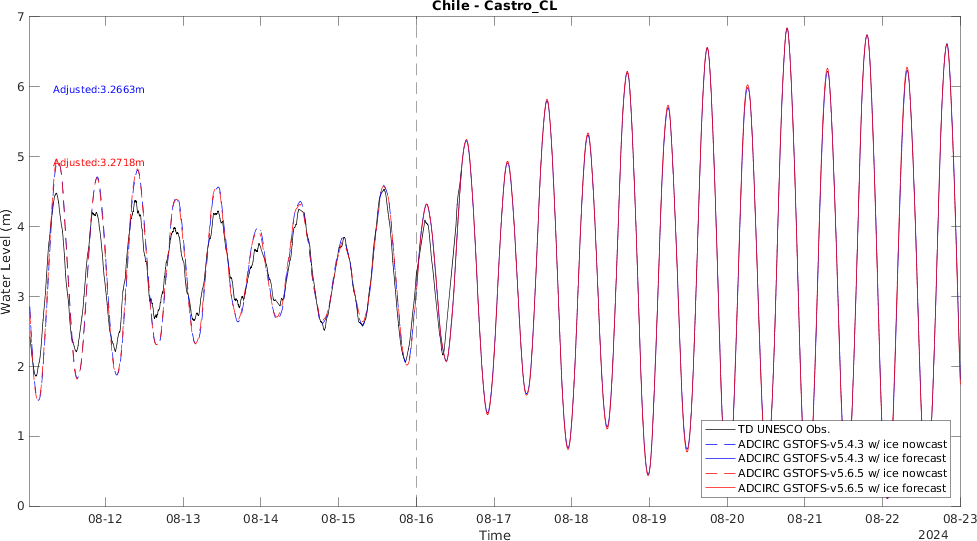 Chile - Castro_CL
7
6
5
4
3
2
1
0
Water Level (m)
Adjusted:3.2663m
Adjusted:3.2718m
TD UNESCO Obs.
ADCIRC GSTOFS-v5.4.3 w/ ice nowcast
ADCIRC GSTOFS-v5.4.3 w/ ice forecast
ADCIRC GSTOFS-v5.6.5 w/ ice nowcast
ADCIRC GSTOFS-v5.6.5 w/ ice forecast
08-12 08-13 08-14 08-15 08-16 08-17 08-18 08-19 08-20 08-21 08-22 08-23
Time
2024